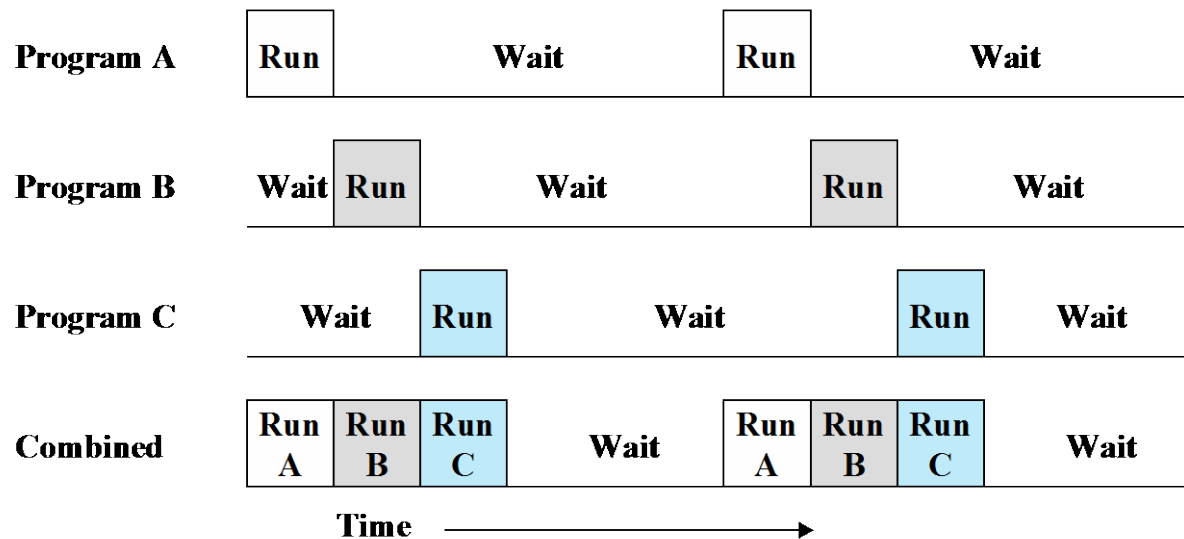 Program A Run Wait Run Wait
Program B Wait Run Wait Run Wait
Program C Wait Run Wait Run Wait
Combined Run A Run B Run C Wait Run A Run B Run C Wait
Time